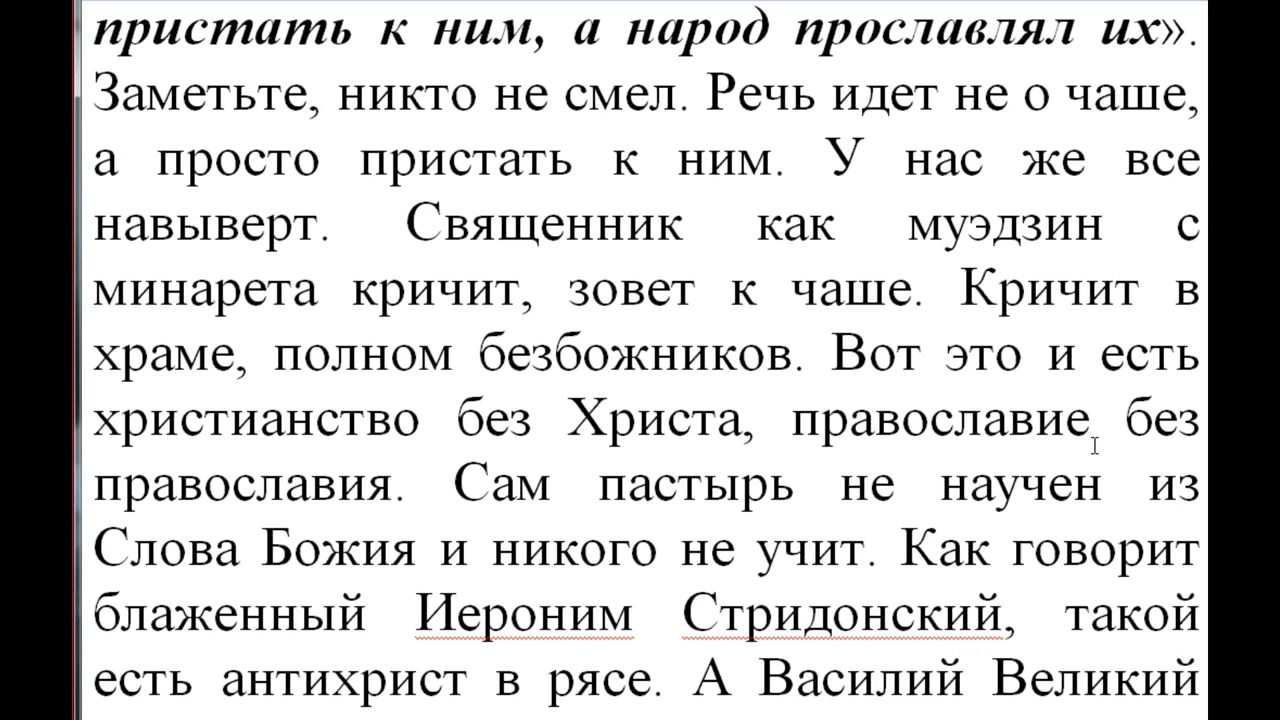 пристать к ним, а народ прославлял их».
Заметьте, никто не смел. Речь идет не о чаше,
а просто пристать к ним. У нас же все
навыверт. Священник как муэдзин с
минарета кричит, зовет к чаше. Кричит в
храме, полном безбожников. Вот это и есть
христианство без Христа, православие без
православия. Сам пастырь не научен из
Слова Божия и никого не учит. Как говорит
блаженный Иероним Стридонский, такой
есть антихрист в рясе. А Василий Великий